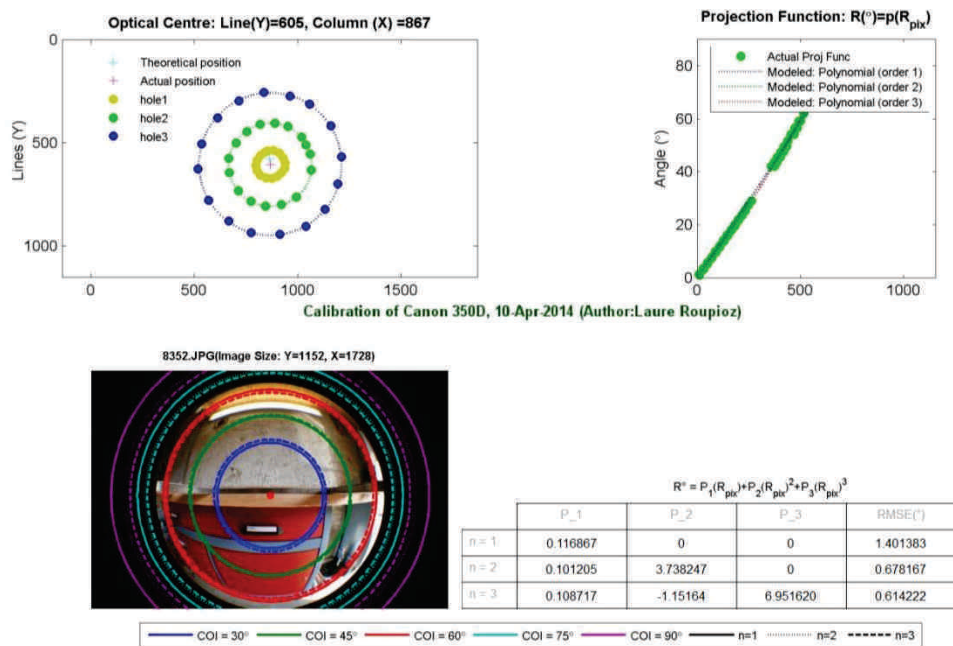 Optical Centre: Line(Y)=605, Column (X) =867
Lines (Y)
0
500
1000
0
500
1000
1500
Theoretical position
Actual position
hole1
hole2
hole3
Projection Function: R(°)=p(R_pix)
Angle (°)
80
60
40
20
0
0
500
1000
Actual Proj Func
Modeled: Polynomial (order 1)
Modeled: Polynomial (order 2)
Modeled: Polynomial (order 3)
Calibration of Canon 350D, 10-Apr-2014 (Author:Laure Roupioz)
8352.JPG(Image Size: Y=1152, X=1728)
R° = P₁(R_pix)+P₂(R_pix)²+P₃(R_pix)³
P_1 P_2 P_3 RMSE(°)
n = 1 0.116867 0 0 1.401383
n = 2 0.101205 3.738247 0 0.678167
n = 3 0.108717 -1.15164 6.951620 0.614222
COI = 30° COI = 45° COI = 60° COI = 75° COI = 90° n=1 n=2 n=3